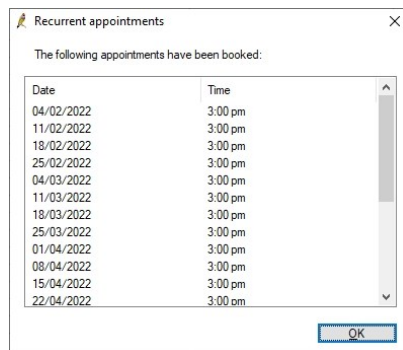 Recurrent appointments
The following appointments have been booked:
Date Time
04/02/2022 3:00 pm
11/02/2022 3:00 pm
18/02/2022 3:00 pm
25/02/2022 3:00 pm
04/03/2022 3:00 pm
11/03/2022 3:00 pm
18/03/2022 3:00 pm
25/03/2022 3:00 pm
01/04/2022 3:00 pm
08/04/2022 3:00 pm
15/04/2022 3:00 pm
22/04/2022 3:00 pm
OK